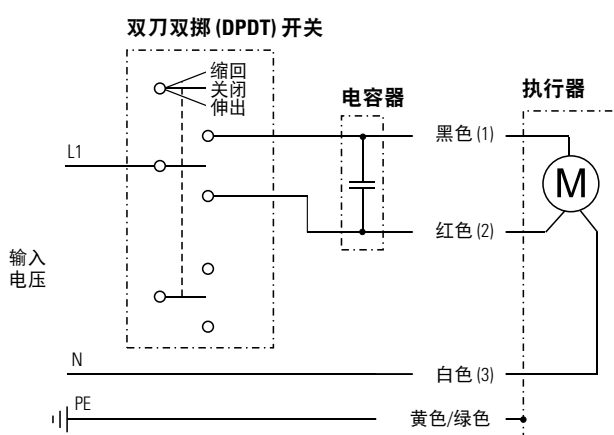 双刀双掷 (DPDT) 开关
缩回
关闭
伸出
电容器
执行器
黑色 (1)
L1
M
红色 (2)
输入
电压
N
白色 (3)
PE
黄色/绿色